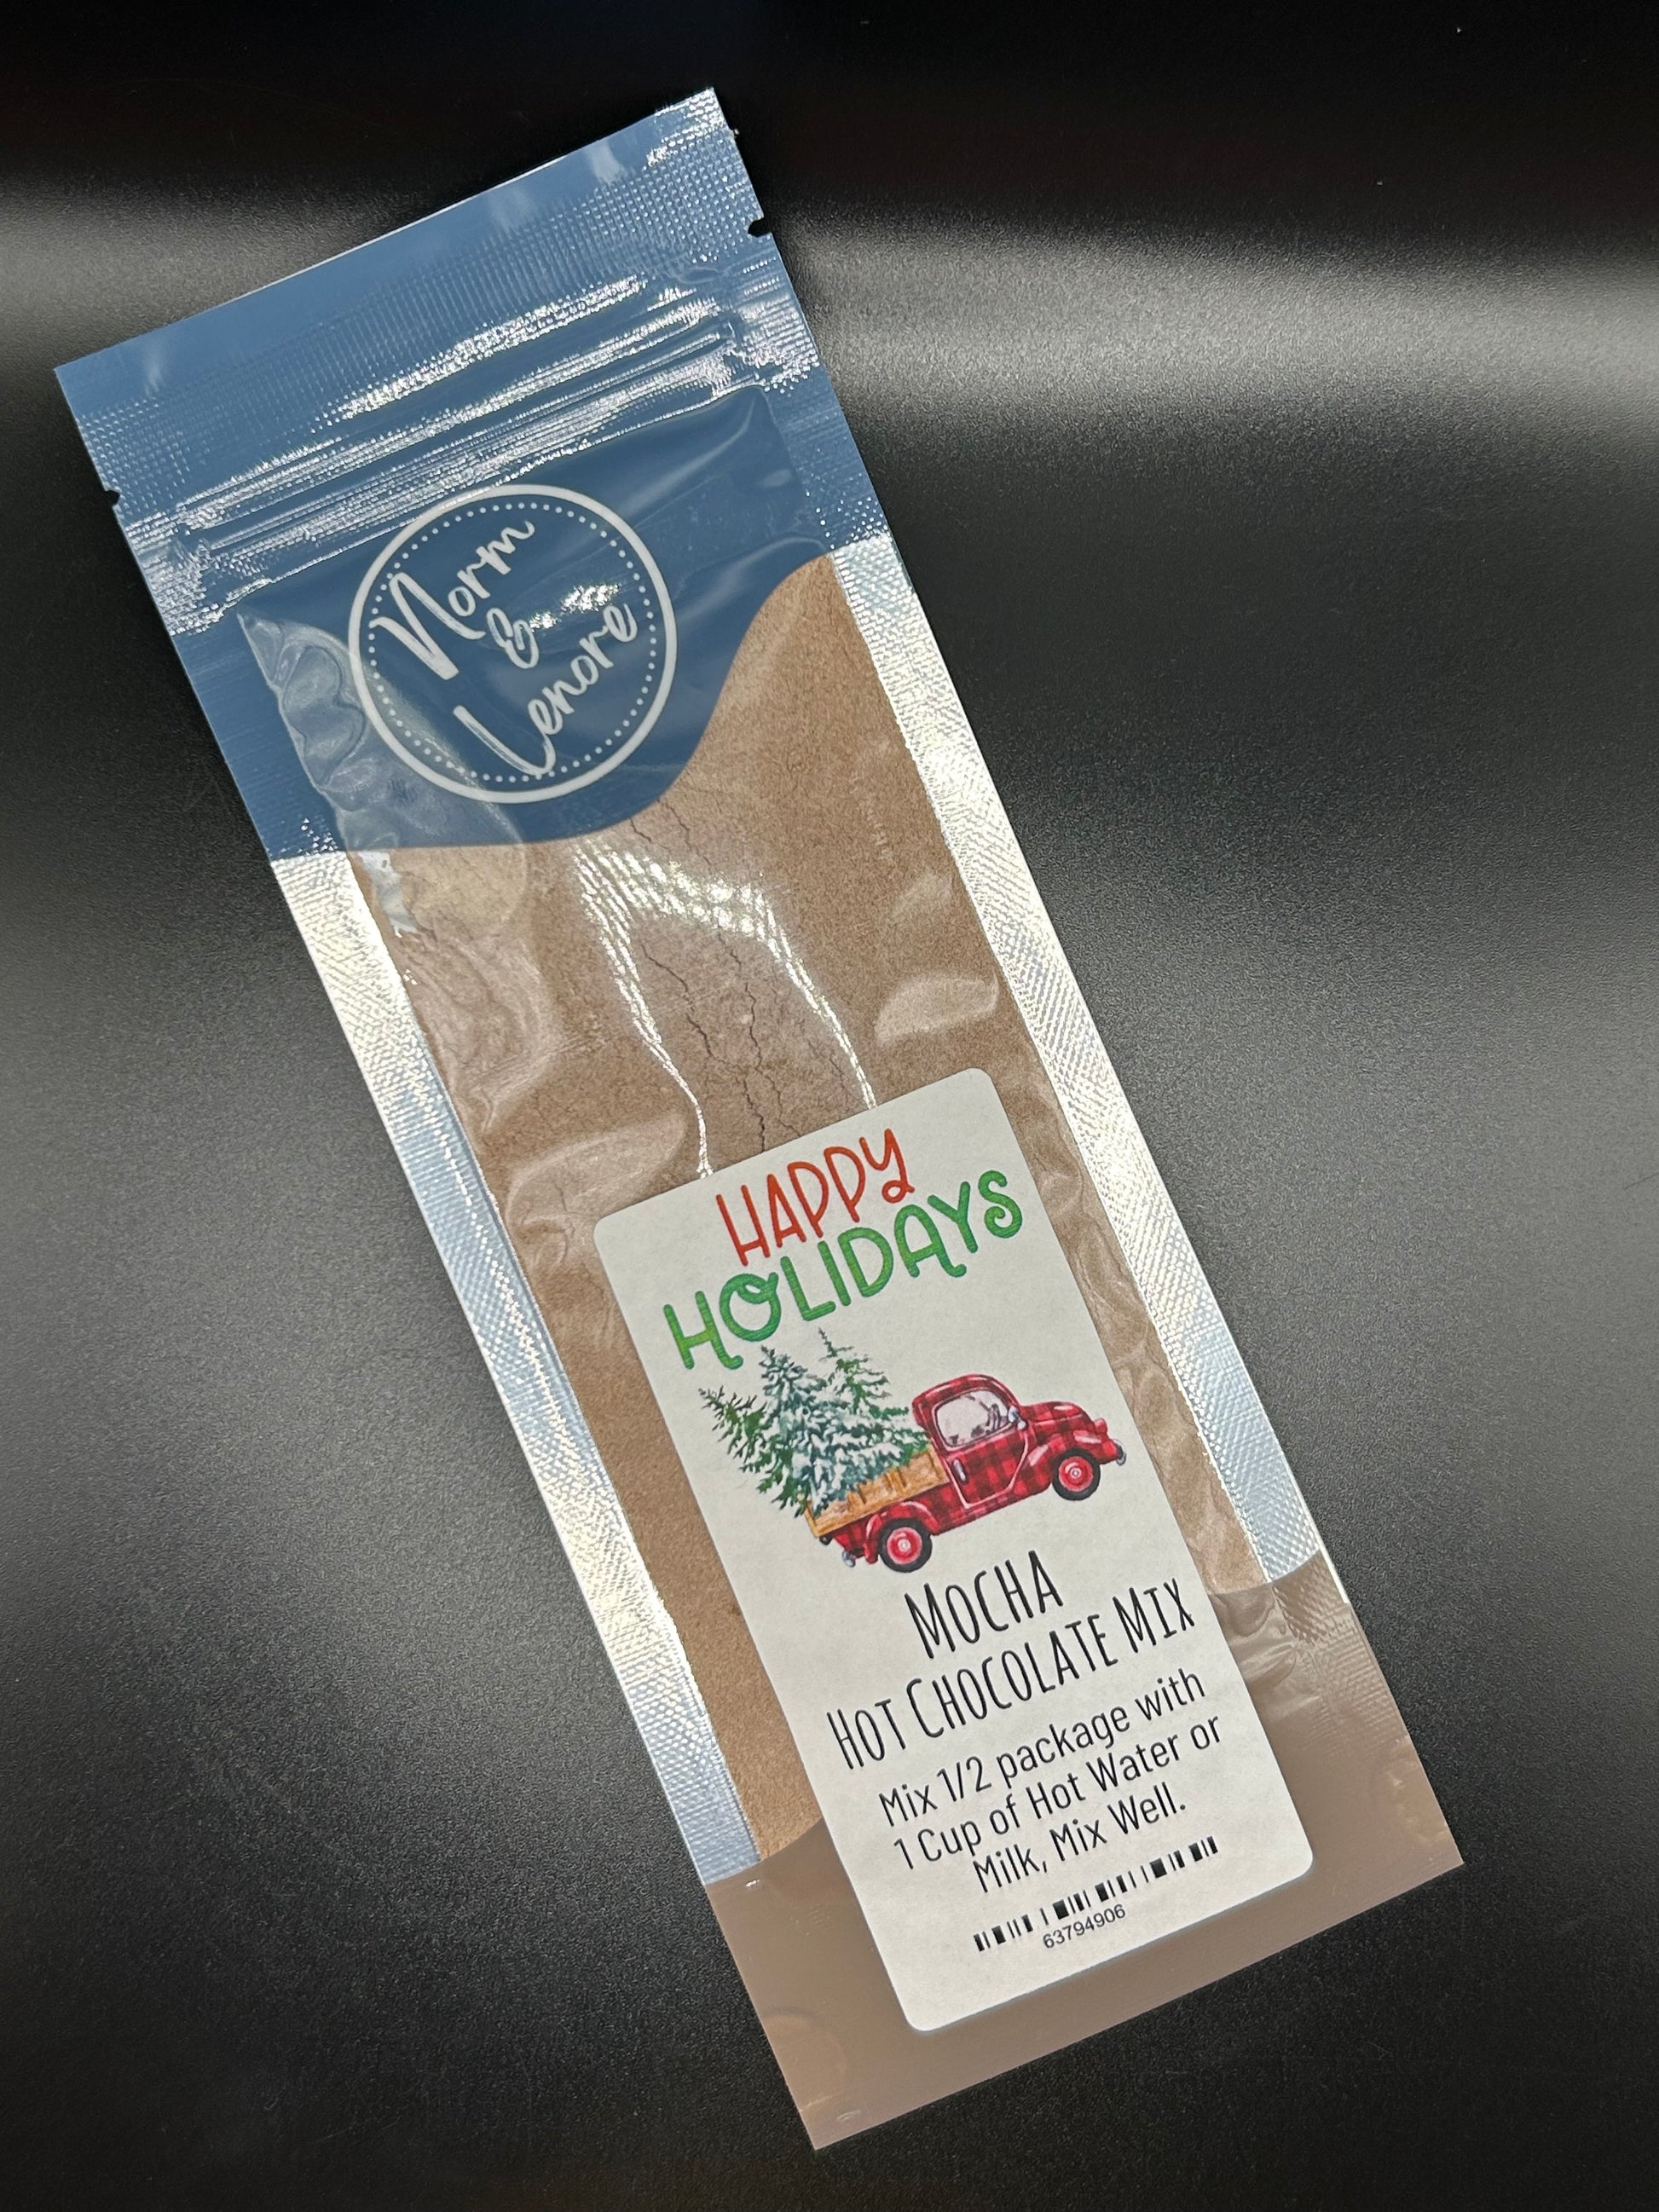 Norm
&
Lenore
HAPPY
HOLIDAYS
MOCHA
HOT CHOCOLATE MIX
Mix 1/2 package with
1 Cup of Hot Water or
Milk, Mix Well.
63794906